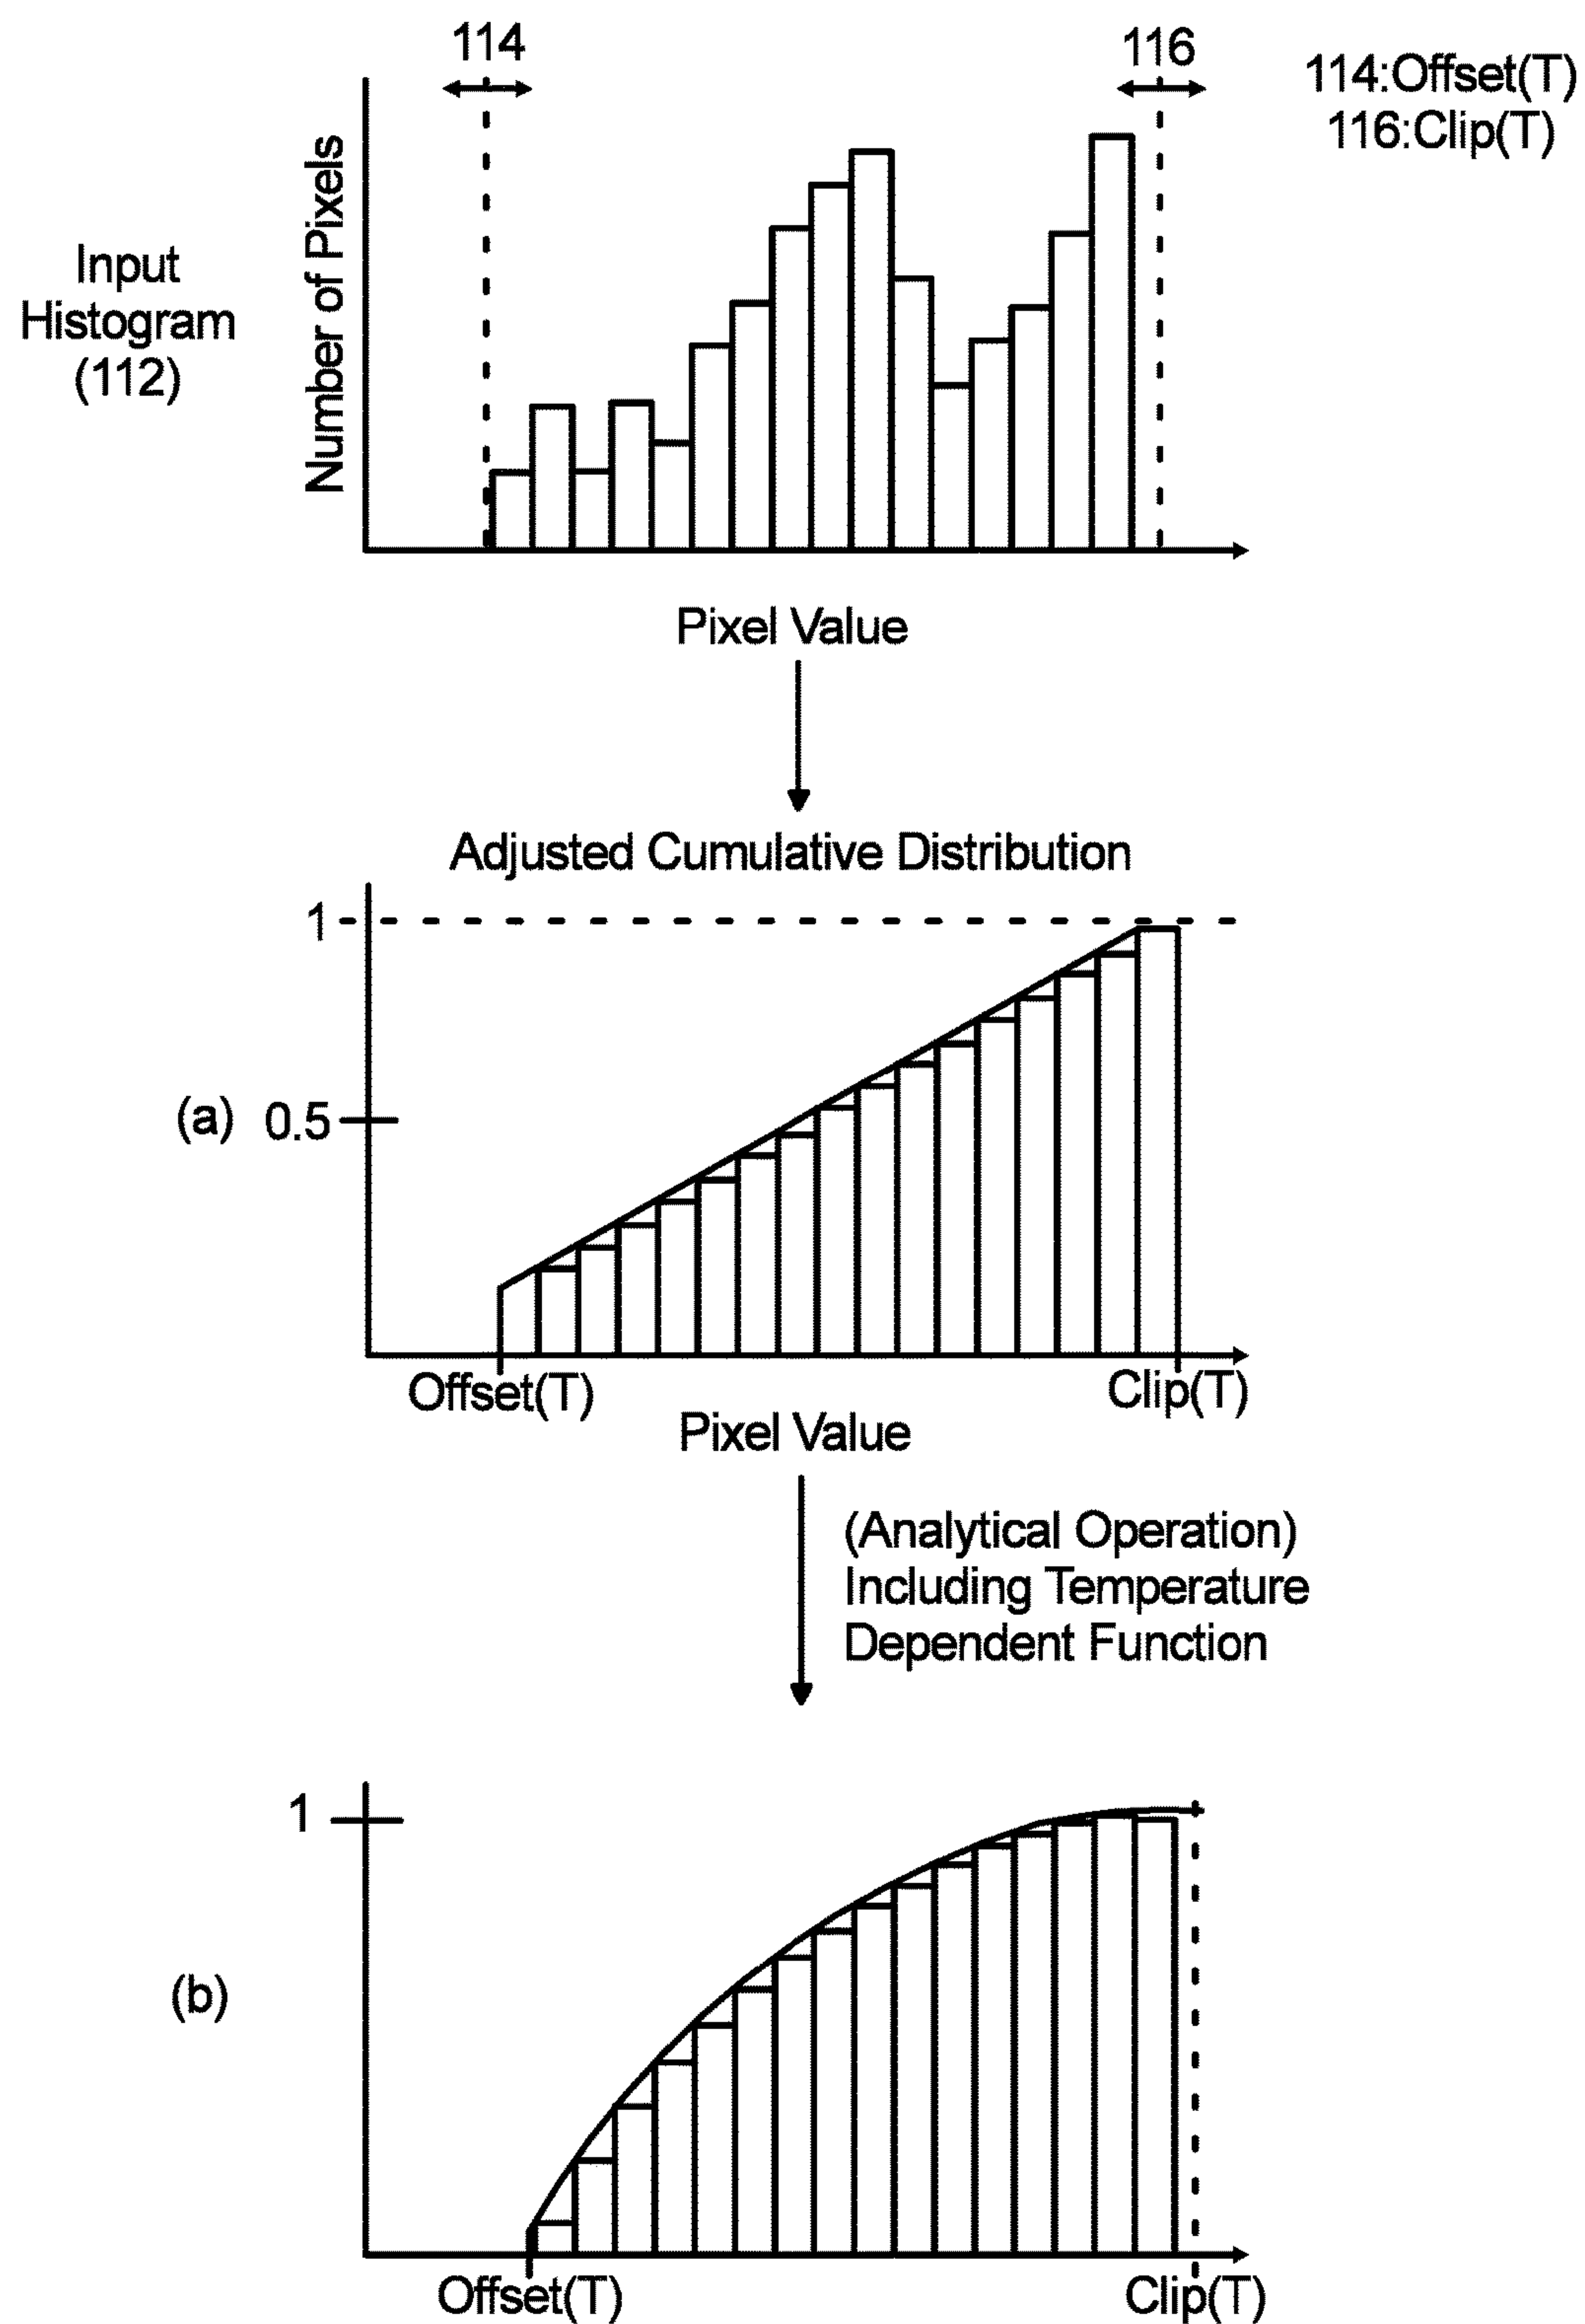 114
116
114:Offset(T)
116:Clip(T)
Number of Pixels
Input
Histogram
(112)
Pixel Value
Adjusted Cumulative Distribution
1
(a)
0.5
Offset(T)
Clip(T)
Pixel Value
(Analytical Operation)
Including Temperature
Dependent Function
1
(b)
Offset(T)
Clip(T)